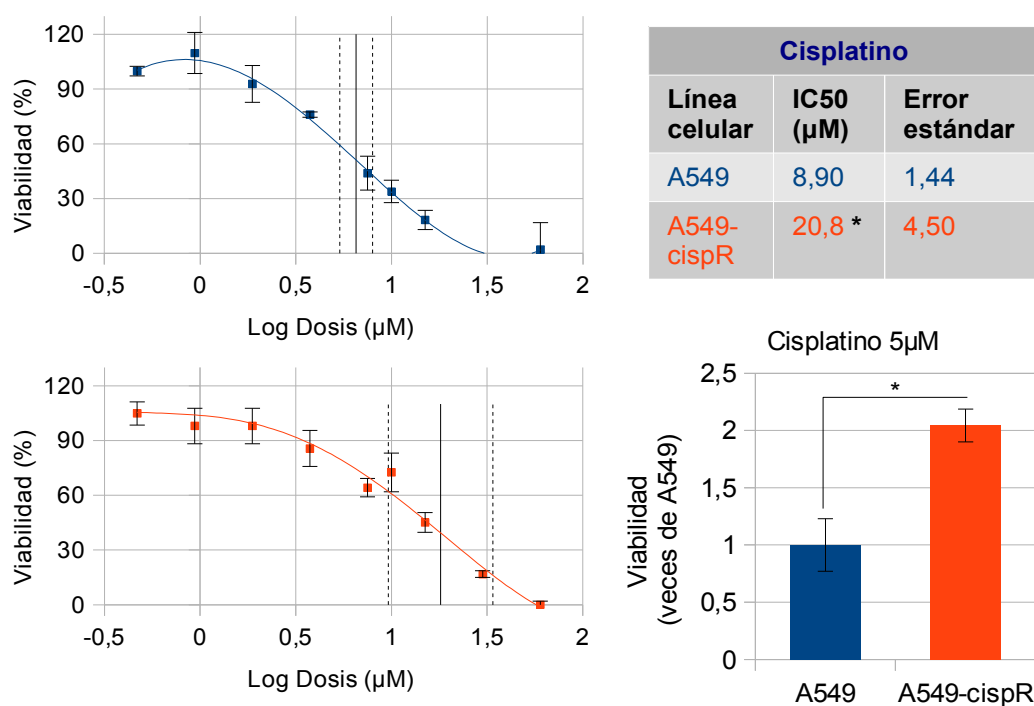 120
90
60
30
0
Viabilidad (%)
-0,5
0
0,5
1
1,5
2
Log Dosis (µM)
Cisplatino
Línea celular
IC50 (µM)
Error estándar
A549
8,90
1,44
A549-cispR
20,8 *
4,50
120
90
60
30
0
Viabilidad (%)
-0,5
0
0,5
1
1,5
2
Log Dosis (µM)
Cisplatino 5µM
2,5
2
1,5
1
0,5
0
Viabilidad
(veces de A549)
*
A549
A549-cispR